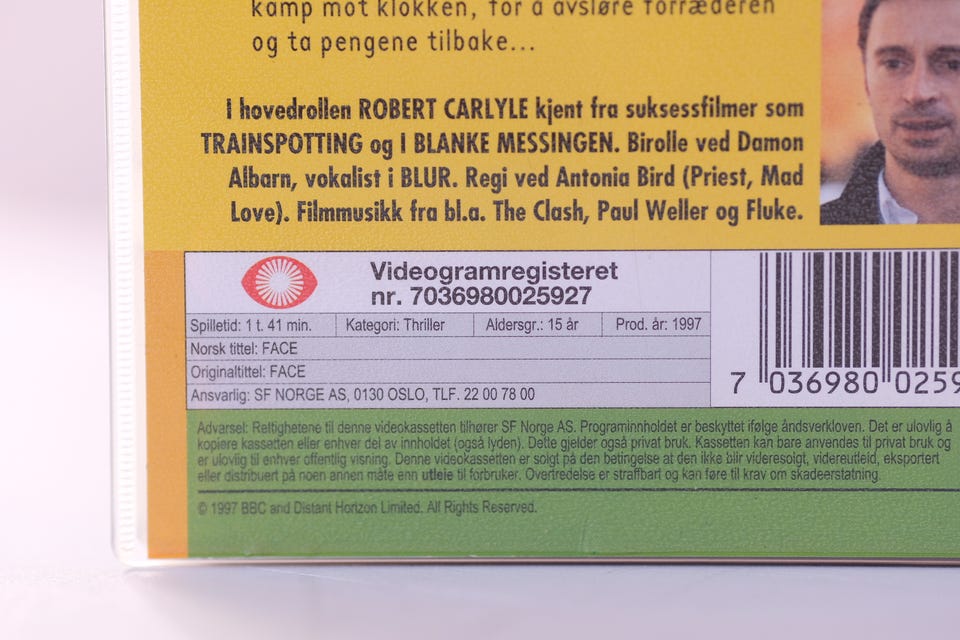 kamp mot klokken, for å avsløre forræderen
og ta pengene tilbake...
I hovedrollen ROBERT CARLYLE kjent fra suksessfilmer som
TRAINSPOTTING og I BLANKE MESSINGEN. Birolle ved Damon
Albarn, vokalist i BLUR. Regi ved Antonia Bird (Priest, Mad
Love). Filmmusikk fra bl.a. The Clash, Paul Weller og Fluke.
Videogramregisteret
nr. 7036980025927
Spilletid: 1 t. 41 min. Kategori: Thriller Aldersgr.: 15 år Prod. år: 1997
Norsk tittel: FACE
Originaltittel: FACE
Ansvarlig: SF NORGE AS, 0130 OSLO, TLF. 22 00 78 00
7 036980 0259
Advarsel: Rettighetene til denne videokassetten tilhører SF Norge AS. Programinnholdet er beskyttet ifølge åndsverkloven. Det er ulovlig å
kopiere kassetten eller enhver del av innholdet (også lyden). Dette gjelder også privat bruk. Kassetten kan bare anvendes til privat bruk og
er ulovlig til enhver offentlig visning. Denne videokassetten er solgt på den betingelse at den ikke blir videresolgt, videreutleid, eksportert
eller distribuert på noen annen måte enn utleie til forbruker. Overtredelse er straffbart og kan føre til krav om skadeerstatning.
© 1997 BBC and Distant Horizon Limited. All Rights Reserved.